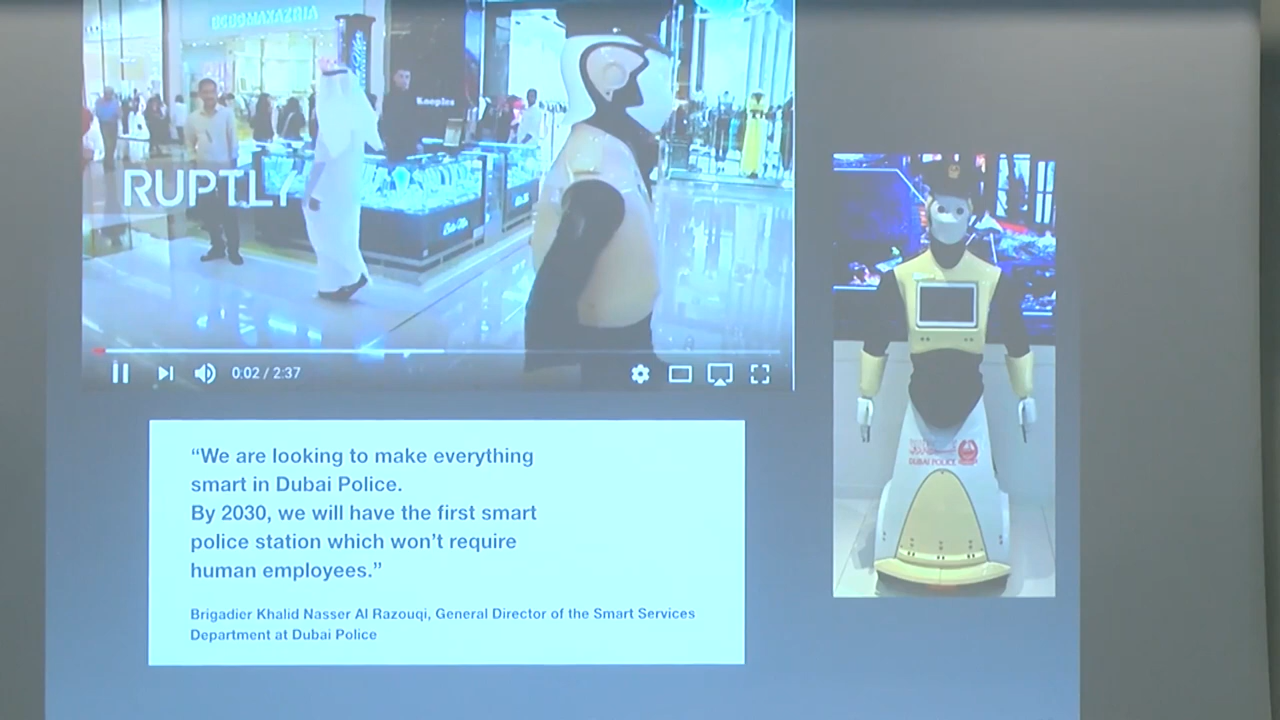 RUPTLY
0:02 / 2:37
“We are looking to make everything
smart in Dubai Police.
By 2030, we will have the first smart
police station which won’t require
human employees.”
Brigadier Khalid Nasser Al Razouqi, General Director of the Smart Services
Department at Dubai Police
DUBAI POLICE